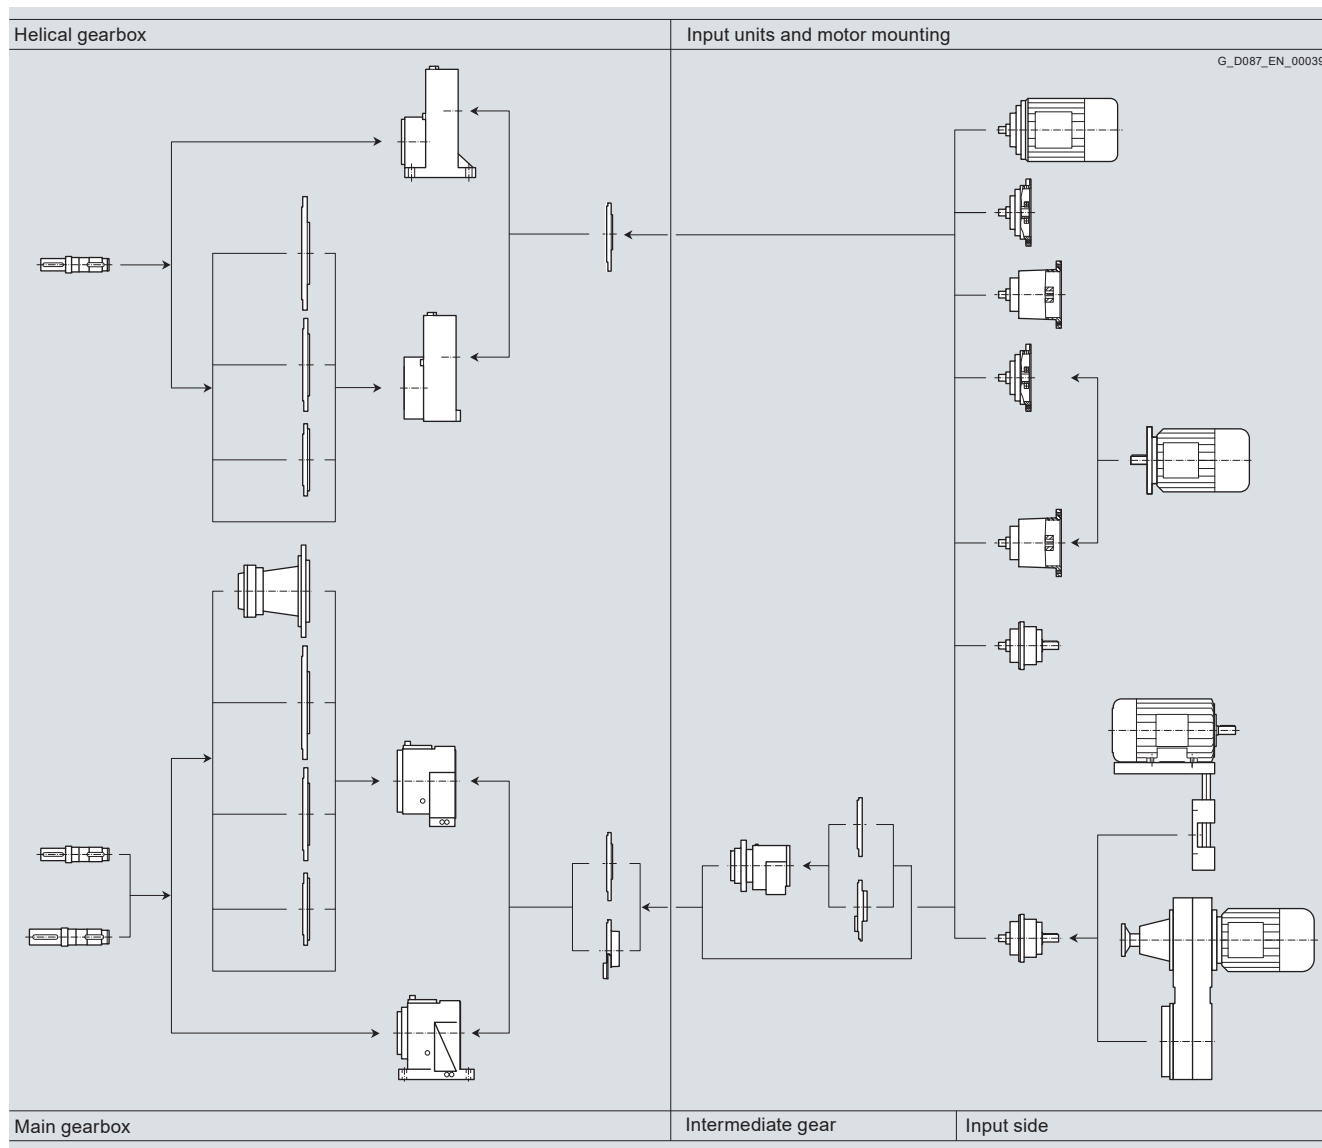 Helical gearbox
Input units and motor mounting
G_D087_EN_00039
Main gearbox
Intermediate gear
Input side